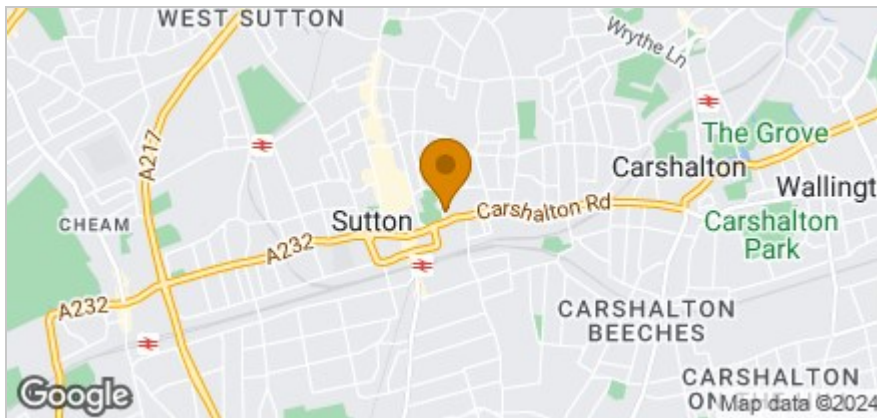 WEST SUTTON
Wrythe Ln
A217
The Grove
Carshalton
Wallingt
CHEAM
Sutton
Carshalton Rd
Carshalton
Park
A232
A232
CARSHALTON
BEECHES
CARSHALTON
ON
Google
Map data ©2024